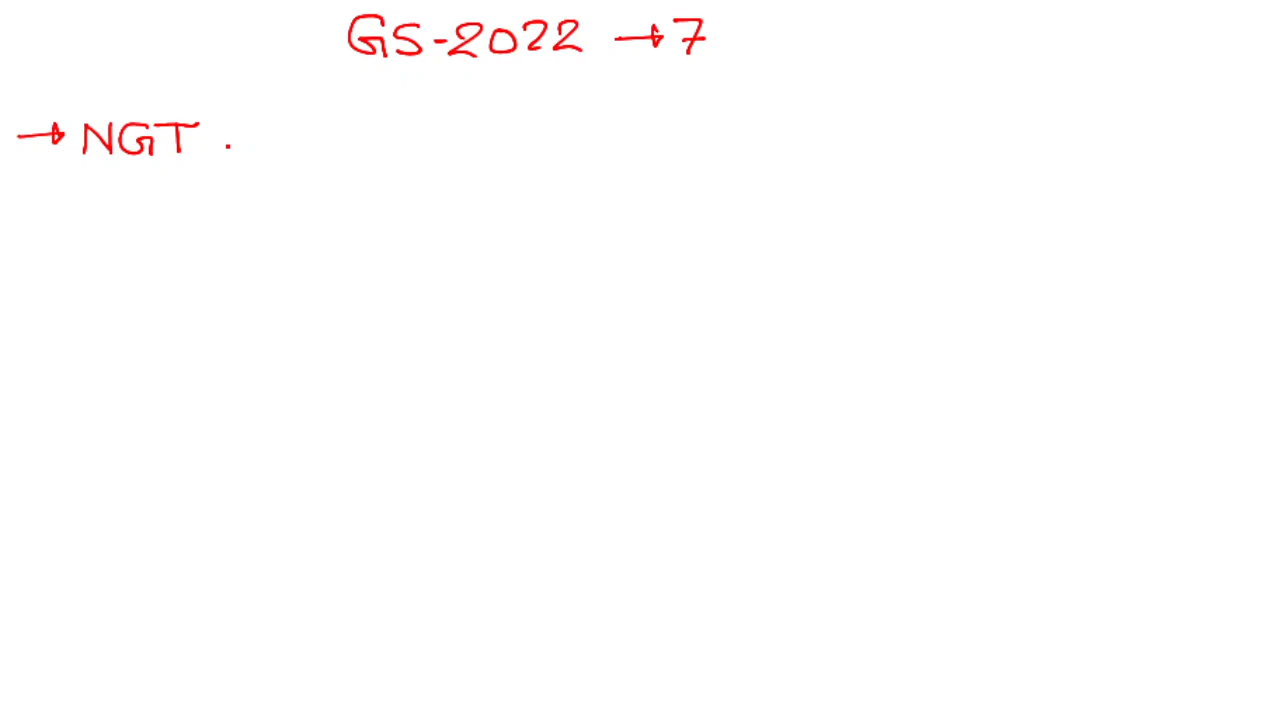 GS-2022 → 7
→ NGT .